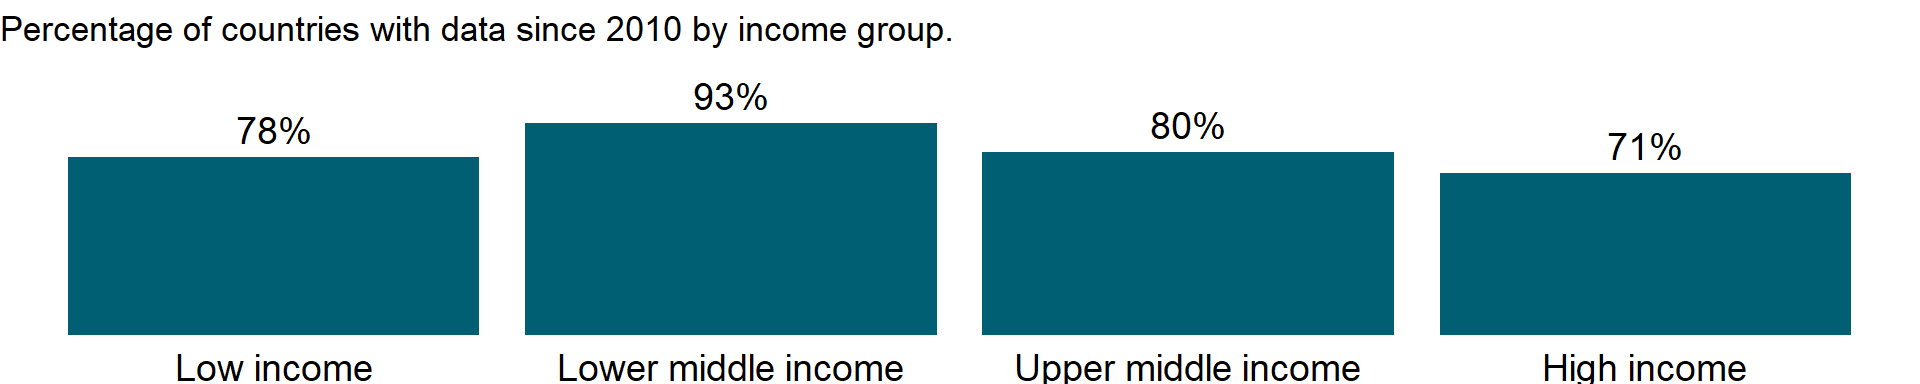 Percentage of countries with data since 2010 by income group.
93%
78%
80%
71%
Low income
Lower middle income
Upper middle income
High income